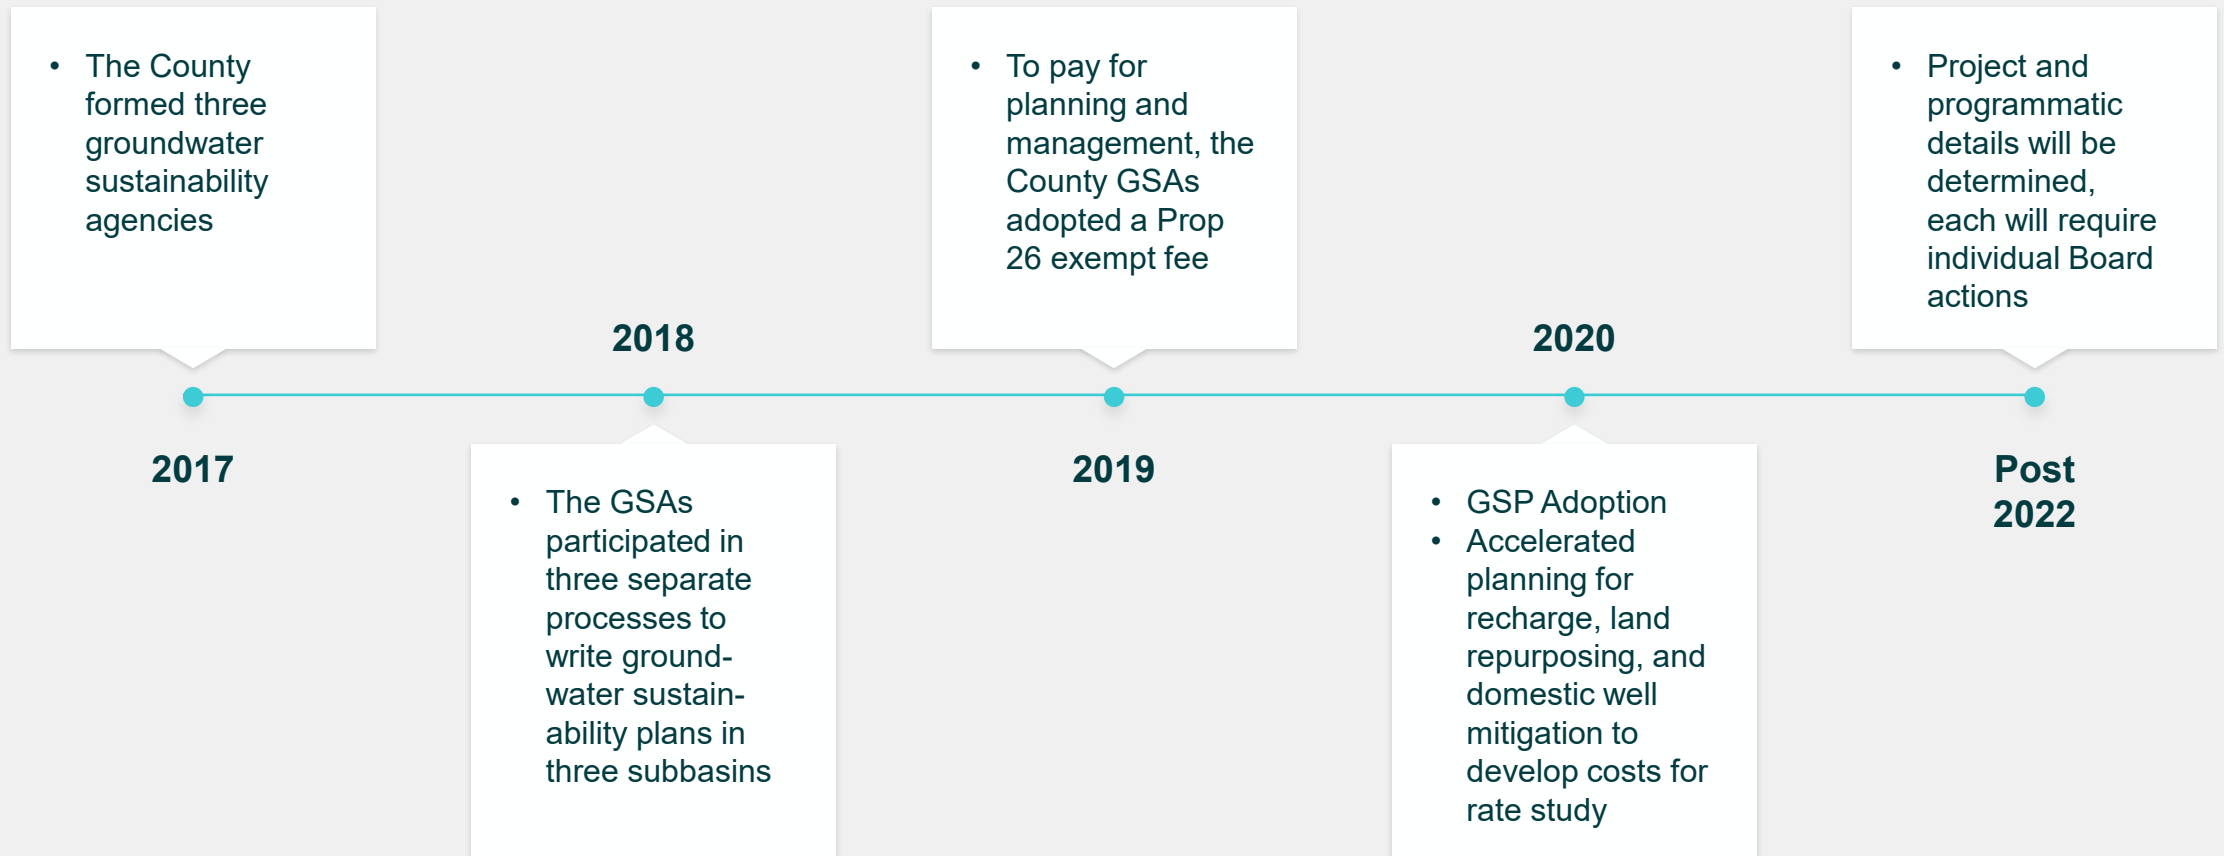 • The County
formed three
groundwater
sustainability
agencies
2017
2018
• The GSAs
participated in
three separate
processes to
write ground-
water sustain-
ability plans in
three subbasins
• To pay for
planning and
management, the
County GSAs
adopted a Prop
26 exempt fee
2019
2020
• GSP Adoption
• Accelerated
planning for
recharge, land
repurposing, and
domestic well
mitigation to
develop costs for
rate study
• Project and
programmatic
details will be
determined,
each will require
individual Board
actions
Post
2022